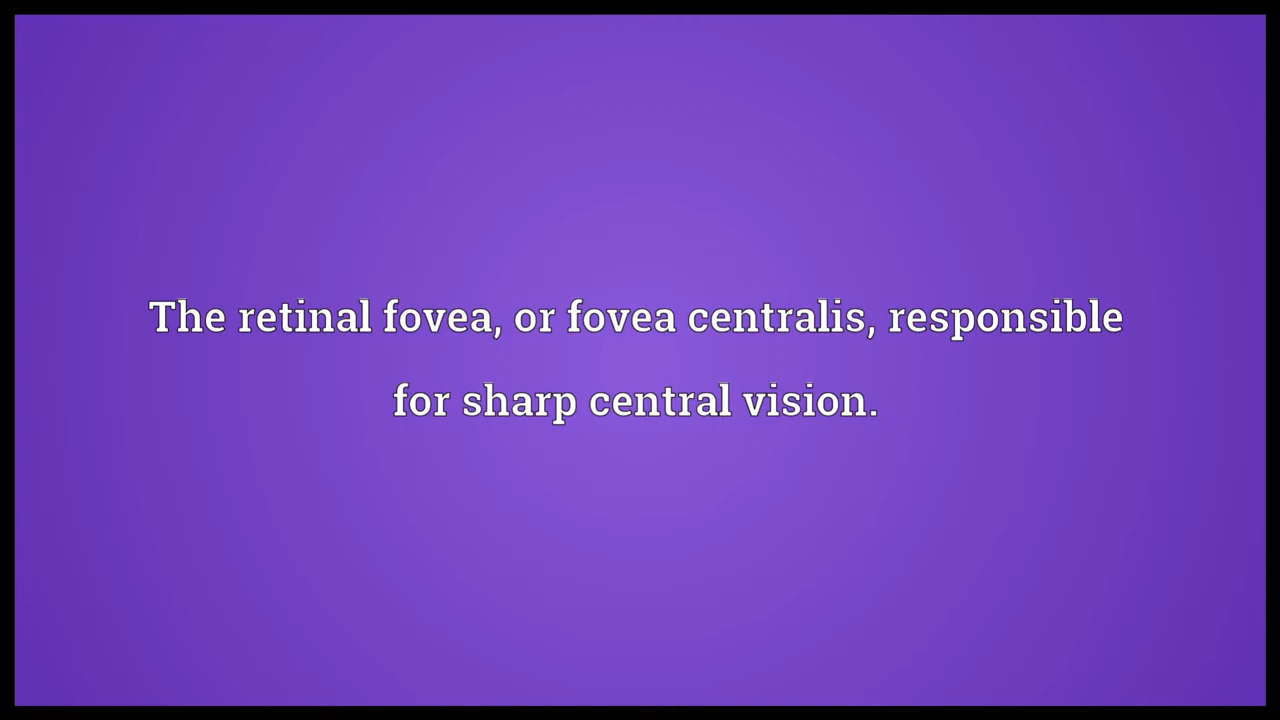 The retinal fovea, or fovea centralis, responsible
for sharp central vision.